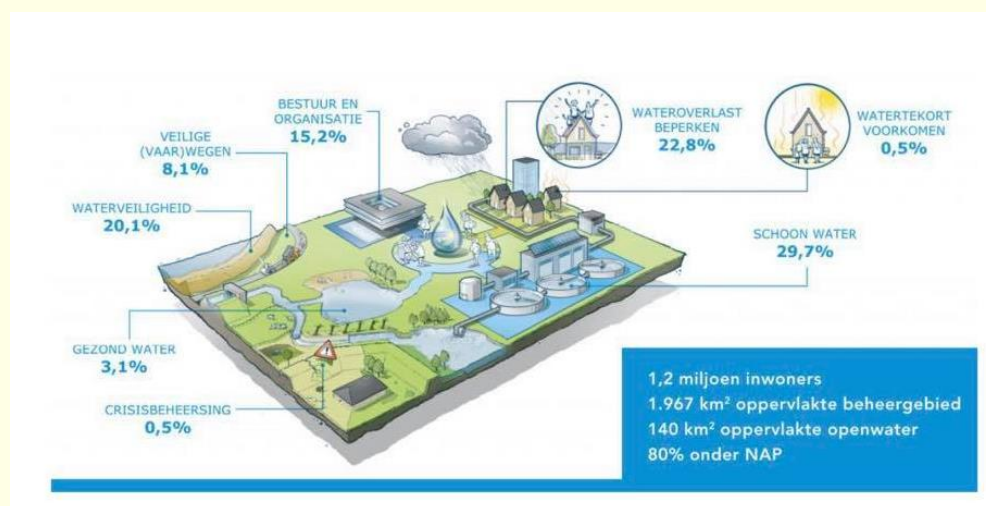 BESTUUR EN
ORGANISATIE
15,2%
VEILIGE
(VAAR)WEGEN
8,1%
WATERVEILIGHEID
20,1%
GEZOND WATER
3,1%
CRISISBEHEERSING
0,5%
WATEROVERLAST
BEPERKEN
22,8%
WATERTEKORT
VOORKOMEN
0,5%
SCHOON WATER
29,7%
1,2 miljoen inwoners
1.967 km² oppervlakte beheergebied
140 km² oppervlakte openwater
80% onder NAP